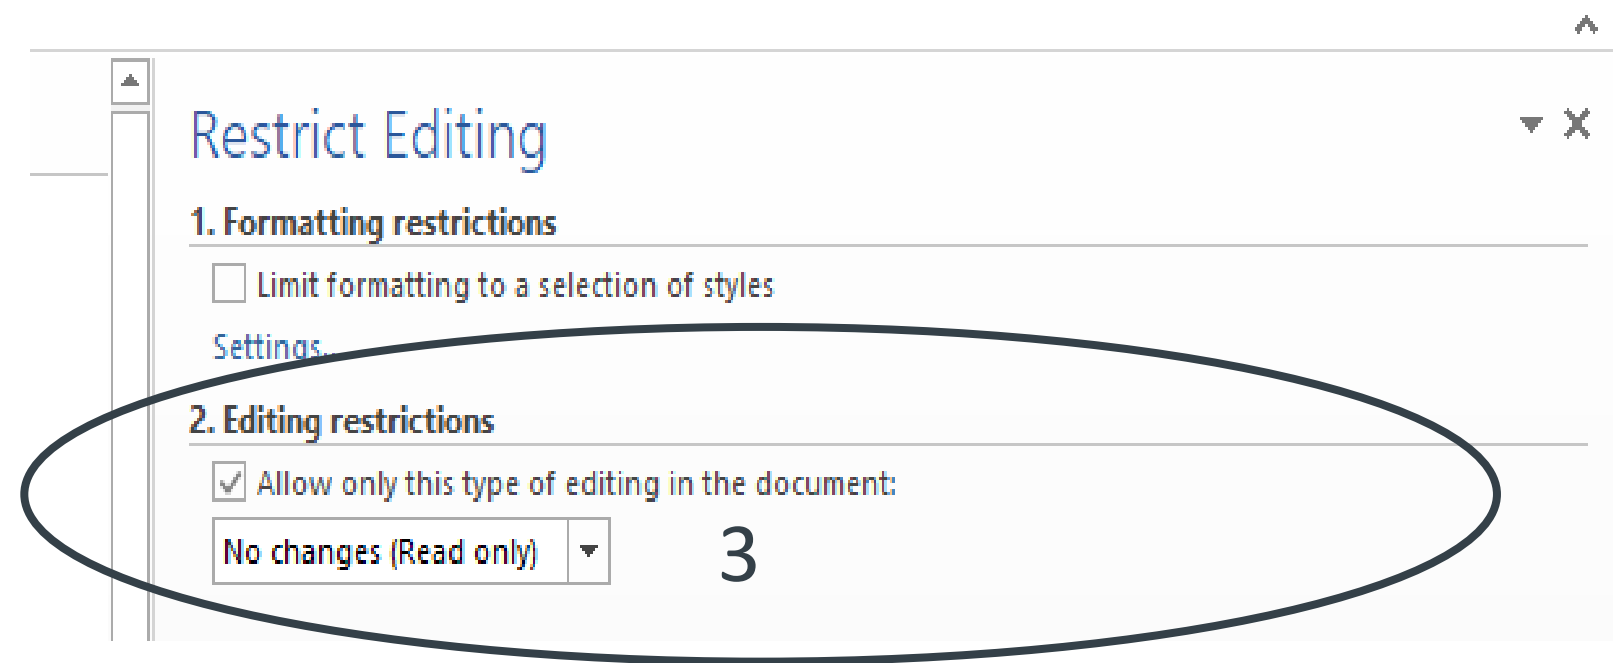 Restrict Editing
1. Formatting restrictions
Limit formatting to a selection of styles
Settings...
2. Editing restrictions
Allow only this type of editing in the document:
No changes (Read only)
3